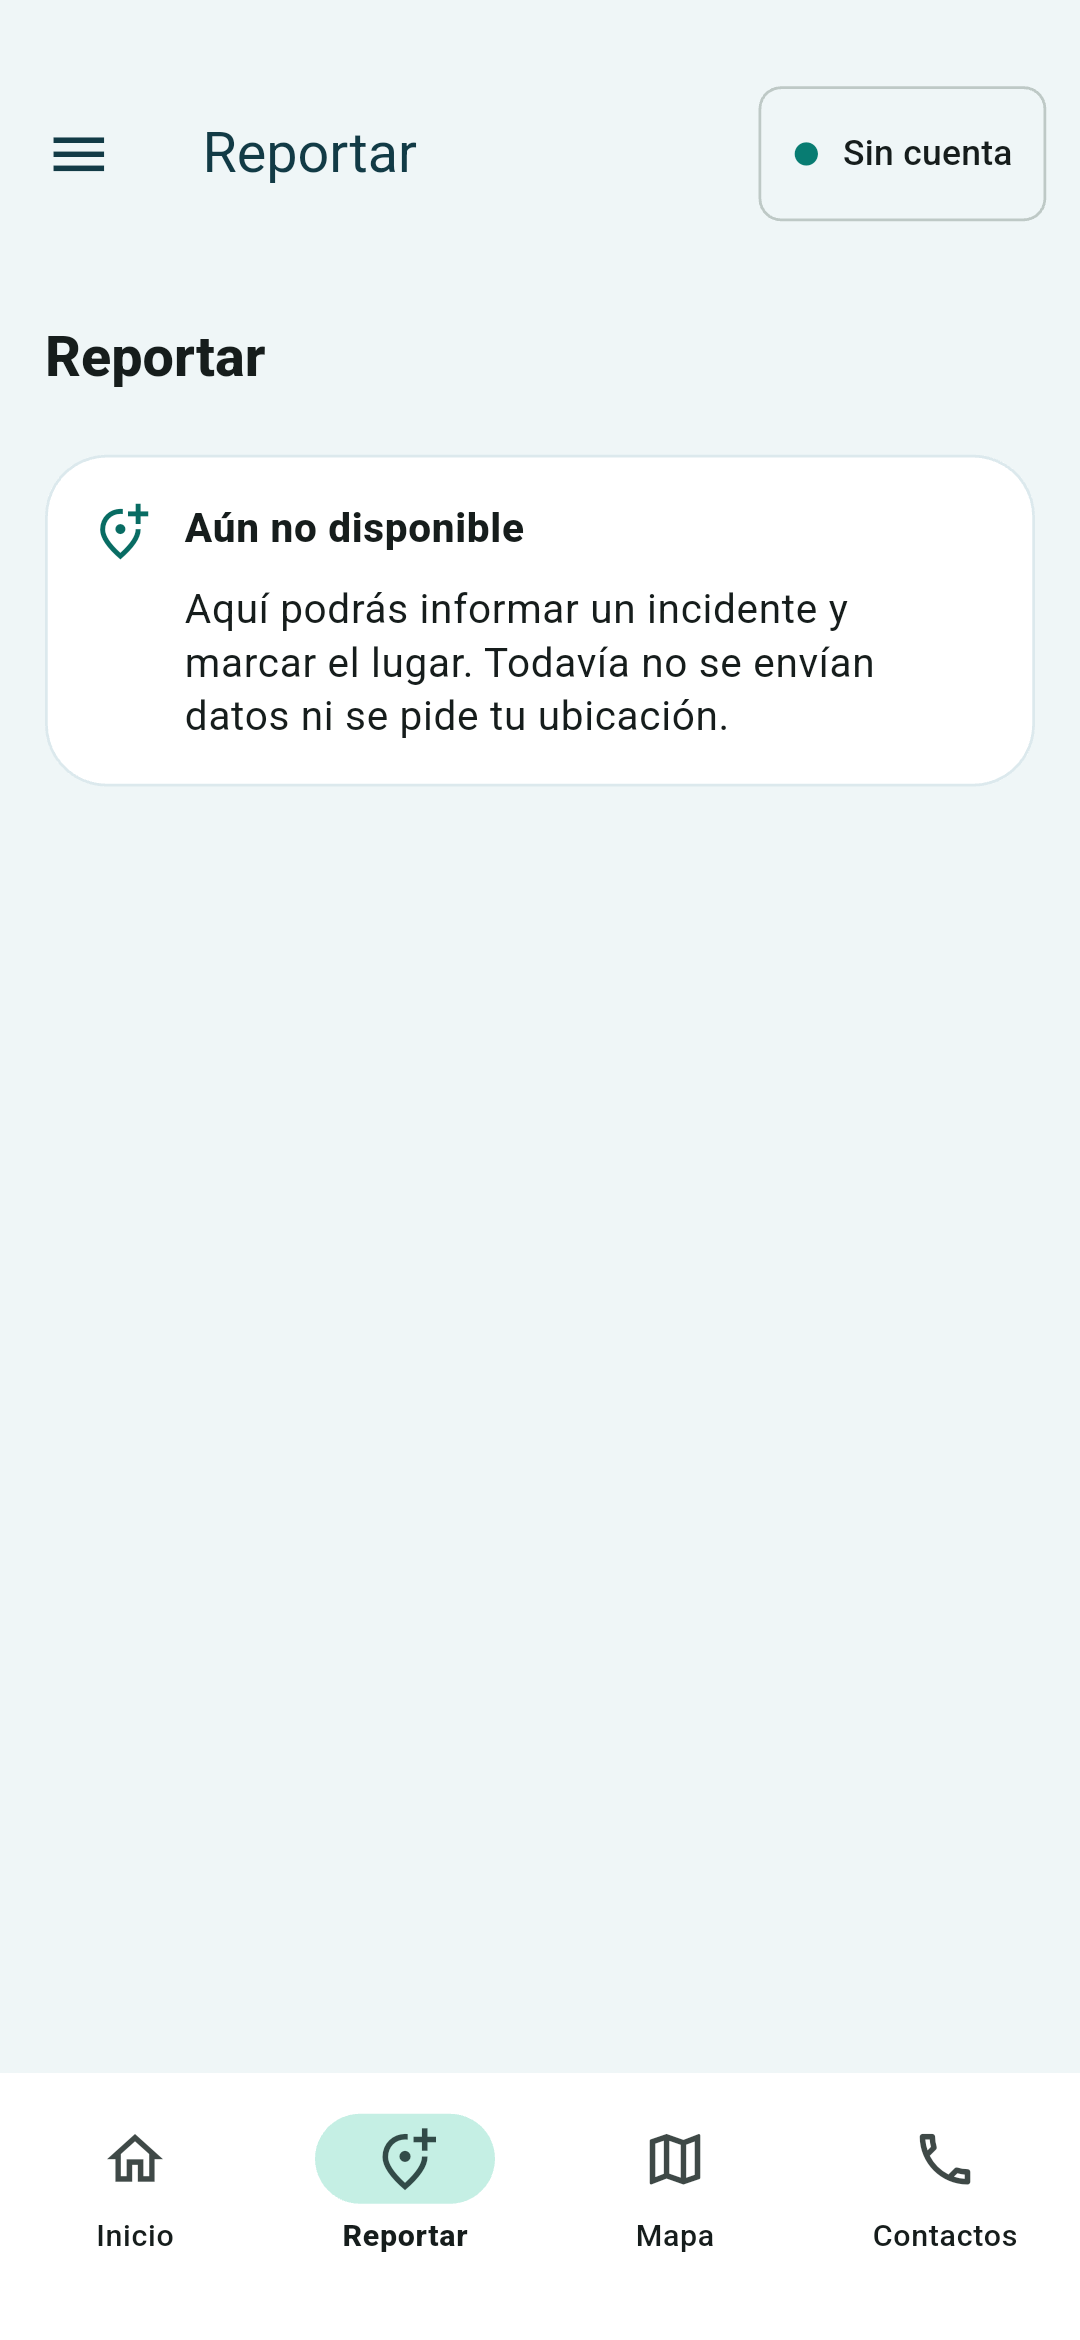 Reportar
Sin cuenta
Reportar
Aún no disponible
Aquí podrás informar un incidente y
marcar el lugar. Todavía no se envían
datos ni se pide tu ubicación.
Inicio
Reportar
Mapa
Contactos